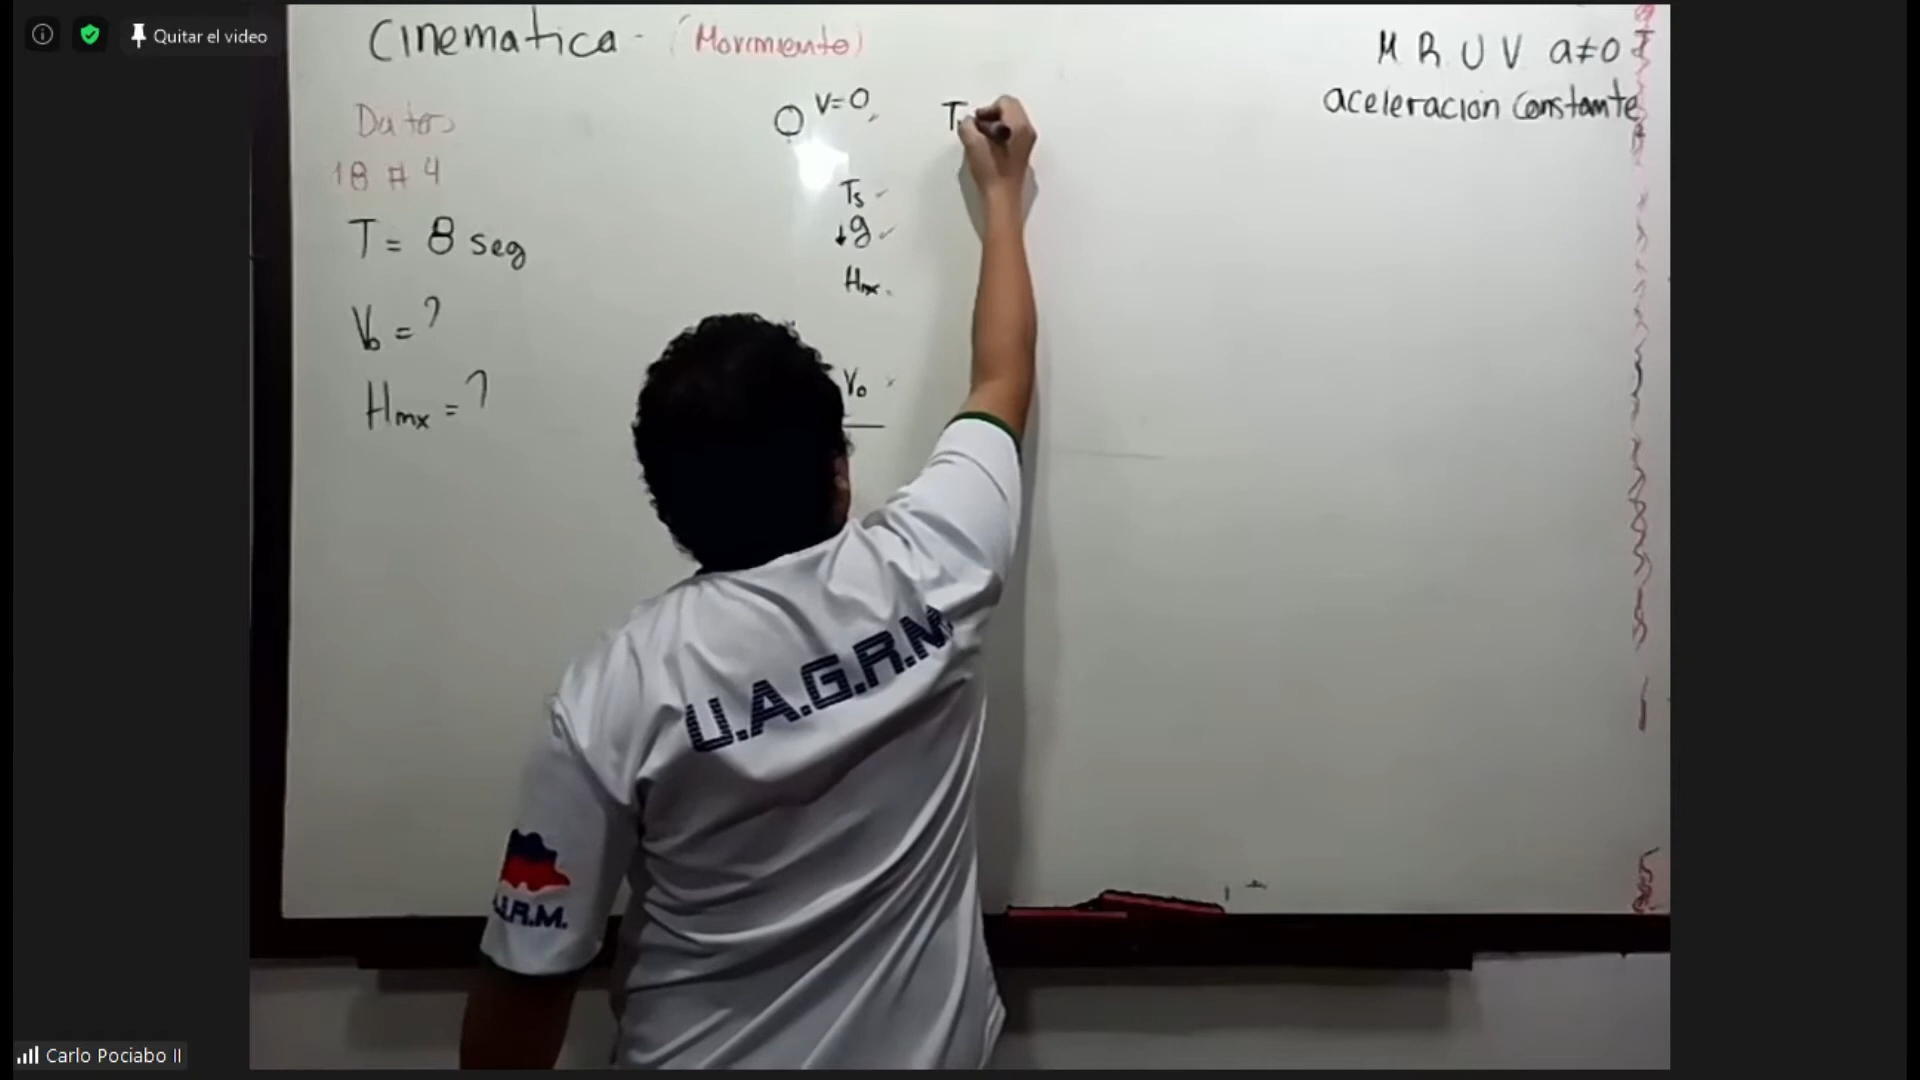 Quitar el video
Cinematica - (Movimiento)
M R U V a≠0
aceleración Constante
Datos
18 # 4
T = 8 seg
V₀ = ?
Hmx = ?
V=0
T
Ts
↓g
Hmx.
V₀
U.A.G.R.M.
.R.M.
Carlo Pociabo II